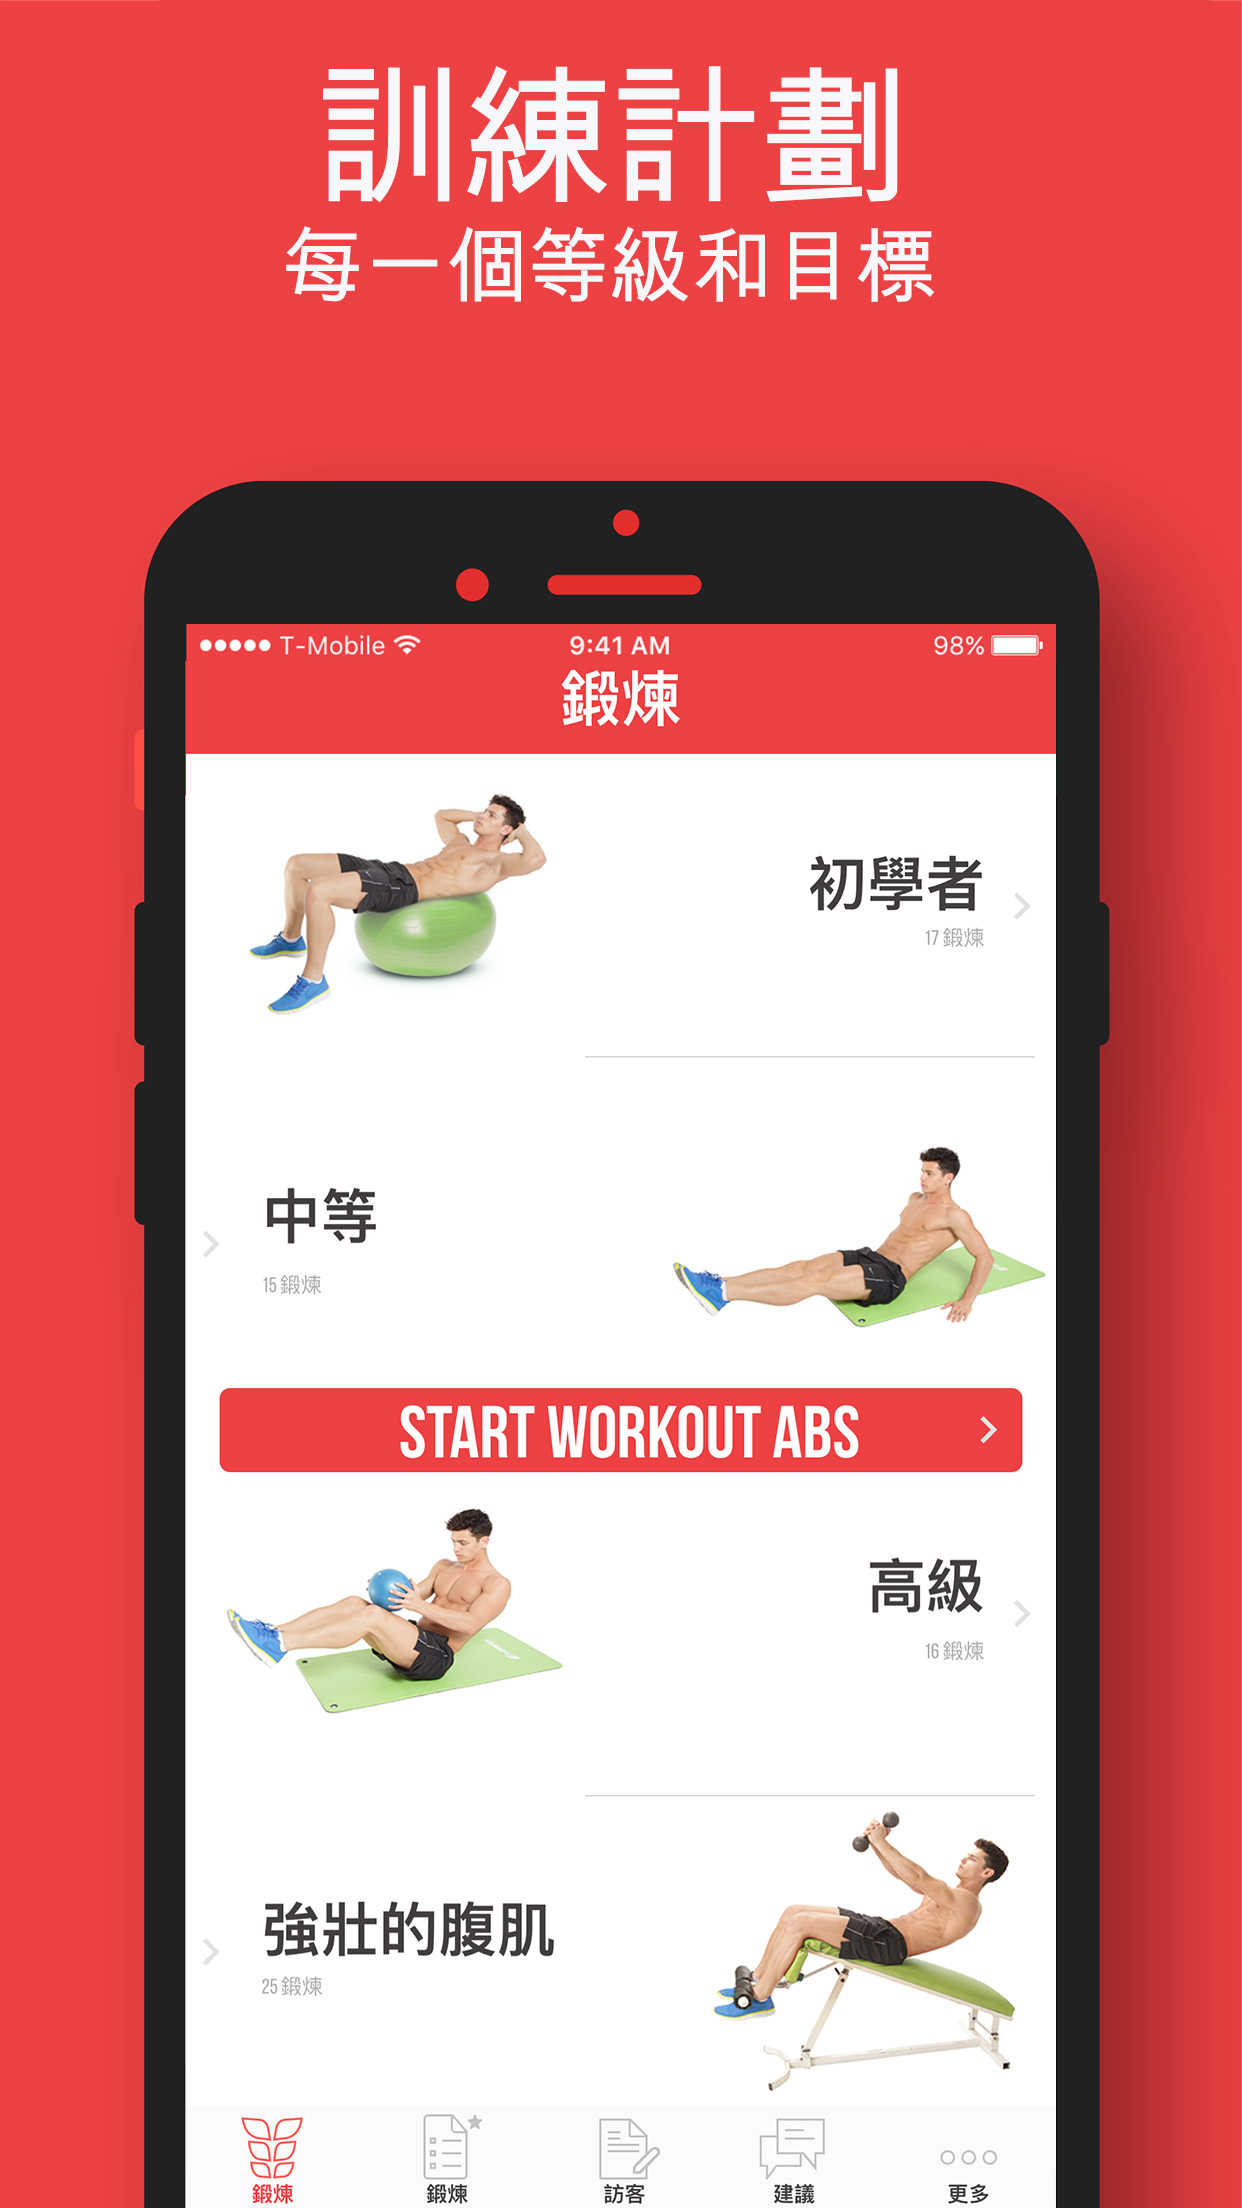 訓練計劃
每一個等級和目標
T-Mobile 9:41 AM 98%
鍛煉
初學者
17 鍛煉
中等
15 鍛煉
START WORKOUT ABS
高級
16 鍛煉
強壯的腹肌
25 鍛煉
鍛煉 鍛煉 訪客 建議 更多